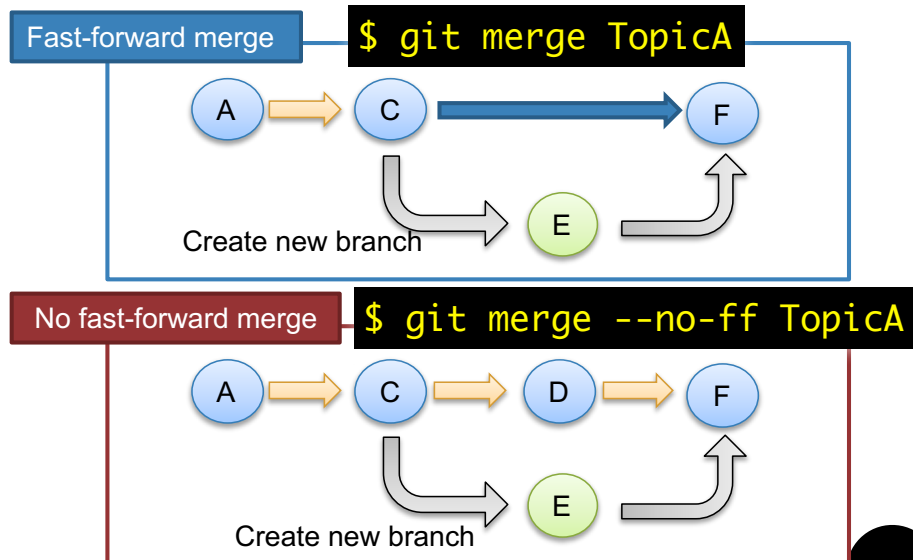 Fast-forward merge
$ git merge TopicA
A
C
F
E
Create new branch
No fast-forward merge
$ git merge --no-ff TopicA
A
C
D
F
E
Create new branch